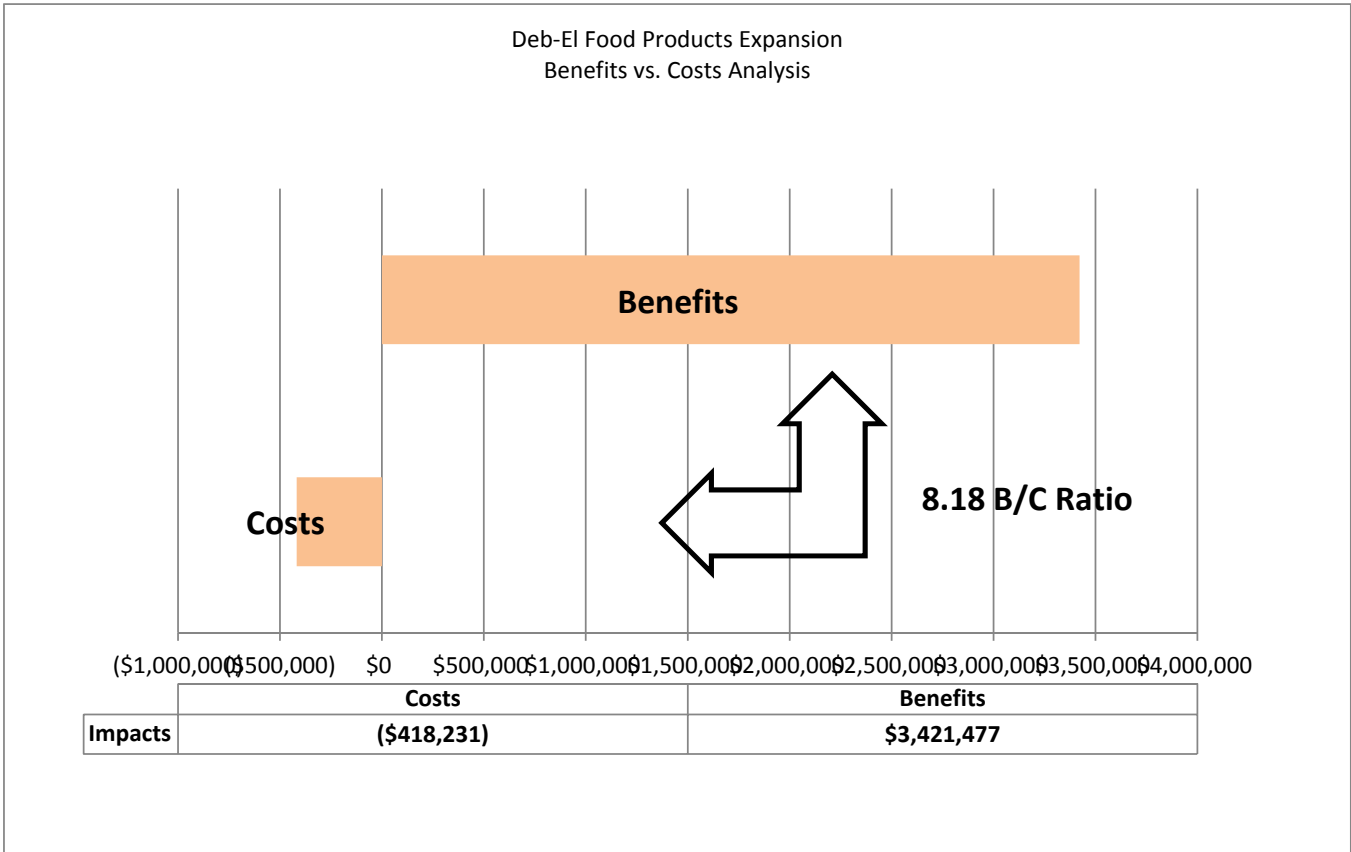 Deb-El Food Products Expansion
Benefits vs. Costs Analysis
Benefits
8.18 B/C Ratio
Costs
($1,000,000) ($500,000) $0 $500,000 $1,000,000 $1,500,000 $2,000,000 $2,500,000 $3,000,000 $3,500,000 $4,000,000
Costs Benefits
Impacts ($418,231) $3,421,477